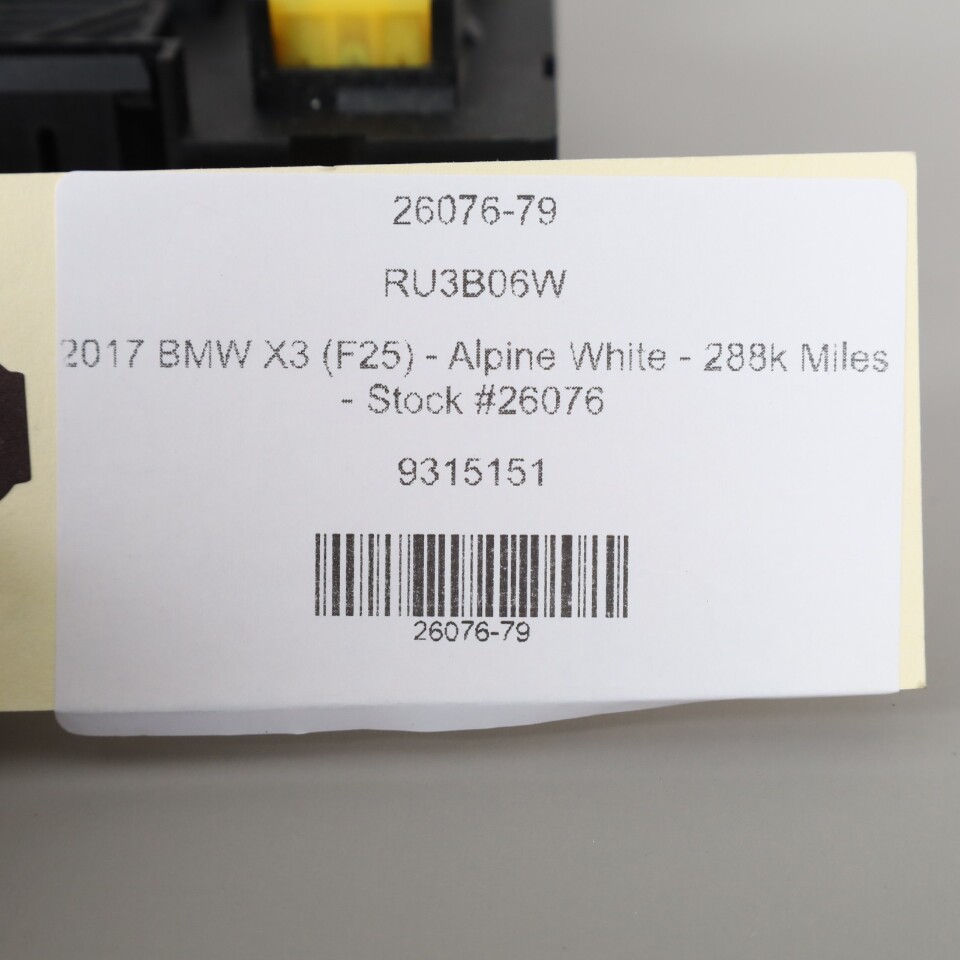 26076-79
RU3B06W
2017 BMW X3 (F25) - Alpine White - 288k Miles
- Stock #26076
9315151
26076-79